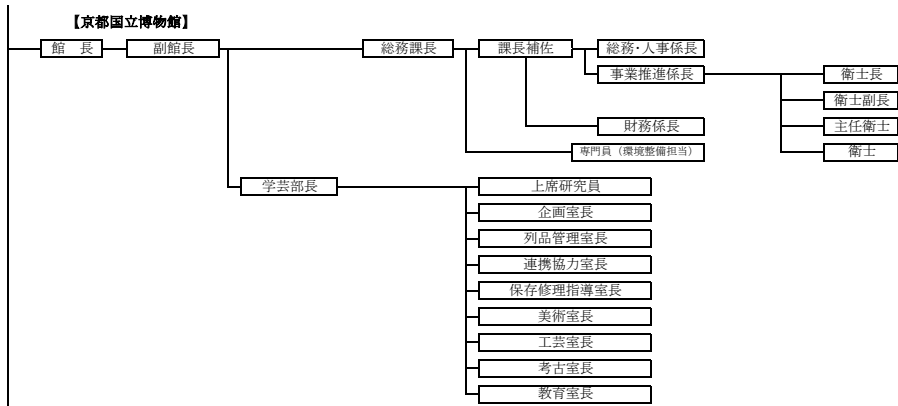 【京都国立博物館】
館　長 副館長 総務課長 課長補佐 総務・人事係長
事業推進係長 衛士長
衛士副長
財務係長 主任衛士
専門員（環境整備担当） 衛士
学芸部長 上席研究員
企画室長
列品管理室長
連携協力室長
保存修理指導室長
美術室長
工芸室長
考古室長
教育室長